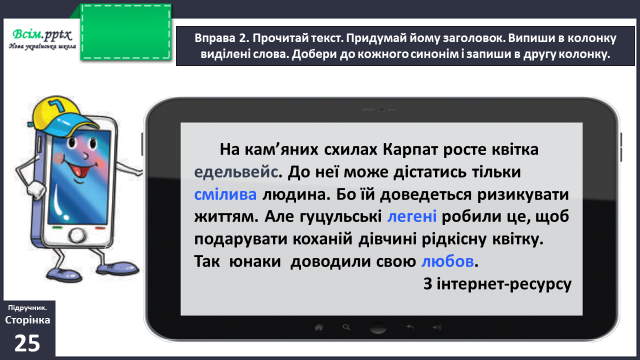 Всім.pptx
Нова українська школа
Вправа 2. Прочитай текст. Придумай йому заголовок. Випиши в колонку
виділені слова. Добери до кожного синонім і запиши в другу колонку.
7
На кам’яних схилах Карпат росте квітка
едельвейс. До неї може дістатись тільки
смілива людина. Бо їй доведеться ризикувати
життям. Але гуцульські легені робили це, щоб
подарувати коханій дівчині рідкісну квітку.
Так юнаки доводили свою любов.
З інтернет-ресурсу
Підручник.
Сторінка
25